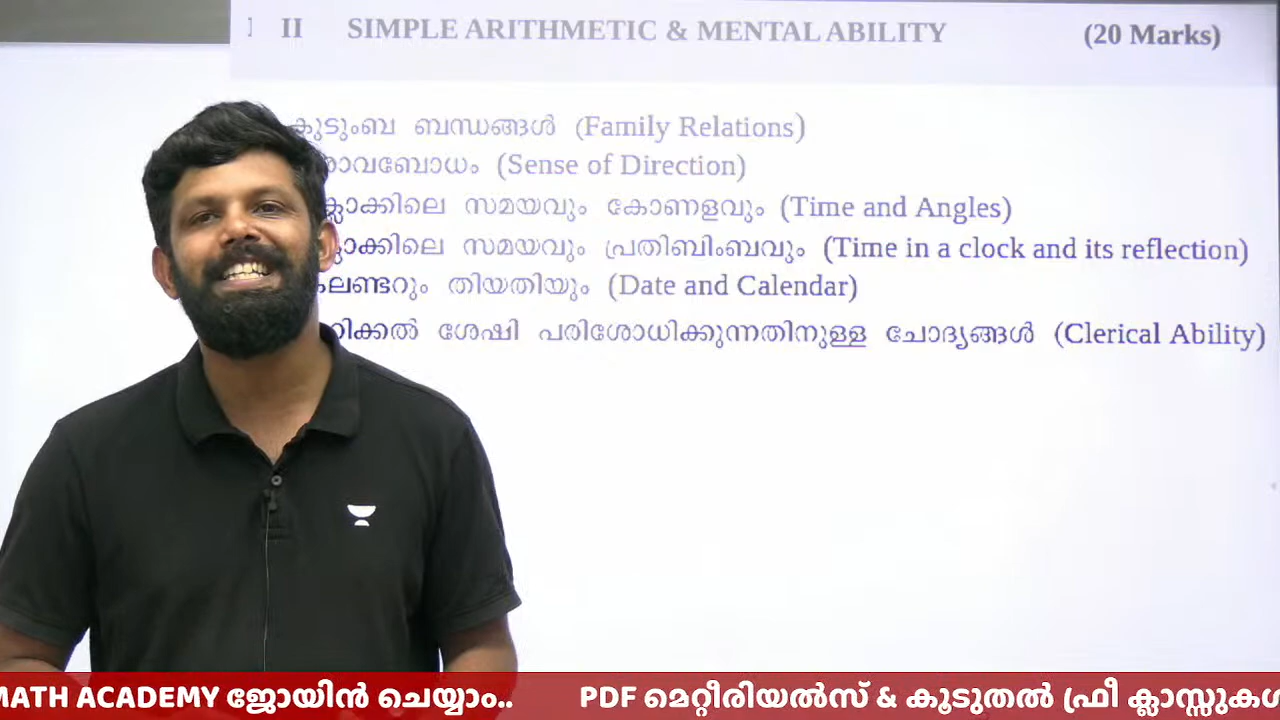 II SIMPLE ARITHMETIC & MENTAL ABILITY (20 Marks)
കുടുംബ ബന്ധങ്ങൾ (Family Relations)
(Sense of Direction)
സമയവും കോണളവും (Time and Angles)
സമയവും പ്രതിബിംബവും (Time in a clock and its reflection)
കലണ്ടറും തിയതിയും (Date and Calendar)
ശേഷി പരിശോധിക്കുന്നതിനുള്ള ചോദ്യങ്ങൾ (Clerical Ability)
MATH ACADEMY ജോയിൻ ചെയ്യാം.. PDF മെറ്റീരിയൽസ് & കൂടുതൽ ഫ്രീ